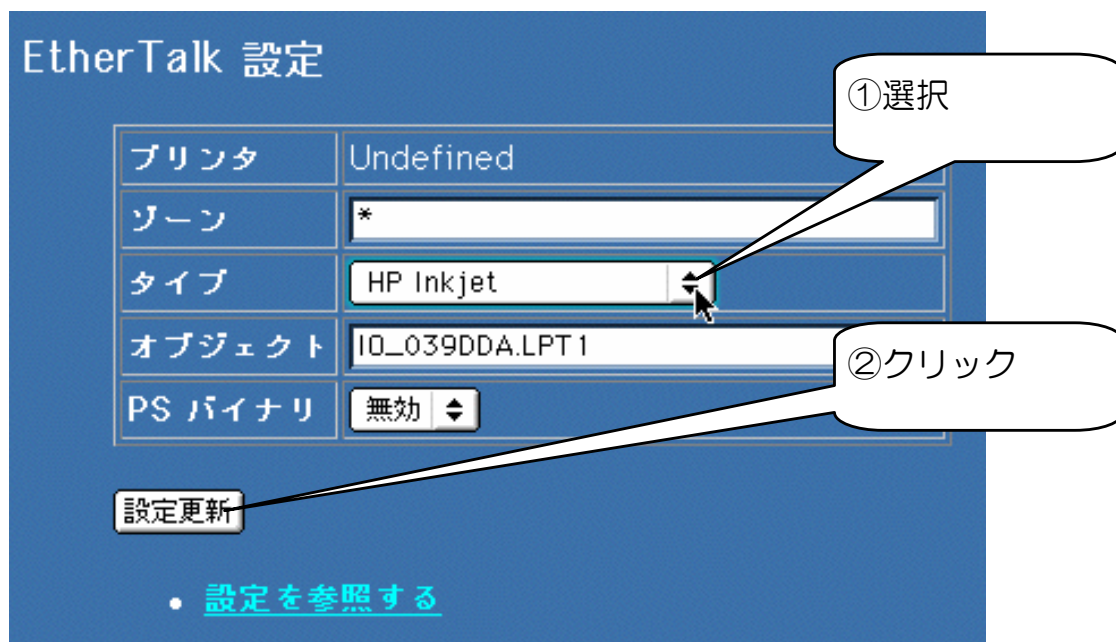 EtherTalk 設定
①選択
プリンタ Undefined
ゾーン *
タイプ HP Inkjet
オブジェクト IO_039DDA.LPT1
②クリック
PS バイナリ 無効
設定更新
• 設定を参照する